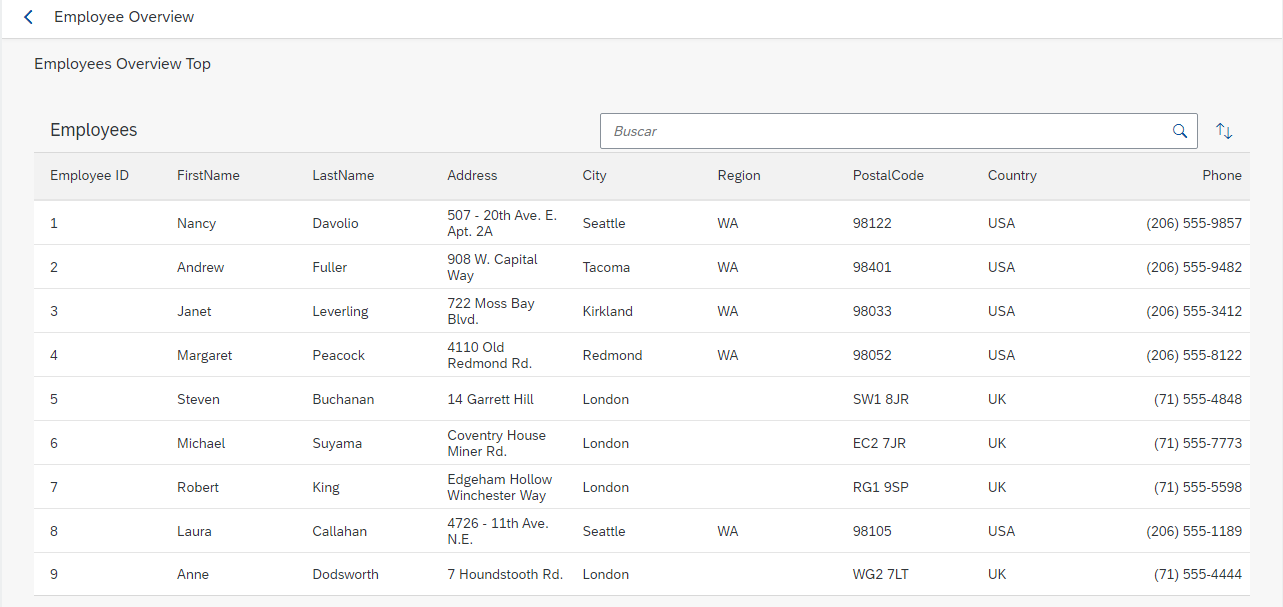 Employee Overview
Employees Overview Top
Employees
Buscar
Employee ID FirstName LastName Address City Region PostalCode Country Phone
1 Nancy Davolio 507 - 20th Ave. E. Apt. 2A Seattle WA 98122 USA (206) 555-9857
2 Andrew Fuller 908 W. Capital Way Tacoma WA 98401 USA (206) 555-9482
3 Janet Leverling 722 Moss Bay Blvd. Kirkland WA 98033 USA (206) 555-3412
4 Margaret Peacock 4110 Old Redmond Rd. Redmond WA 98052 USA (206) 555-8122
5 Steven Buchanan 14 Garrett Hill London SW1 8JR UK (71) 555-4848
6 Michael Suyama Coventry House Miner Rd. London EC2 7JR UK (71) 555-7773
7 Robert King Edgeham Hollow Winchester Way London RG1 9SP UK (71) 555-5598
8 Laura Callahan 4726 - 11th Ave. N.E. Seattle WA 98105 USA (206) 555-1189
9 Anne Dodsworth 7 Houndstooth Rd. London WG2 7LT UK (71) 555-4444